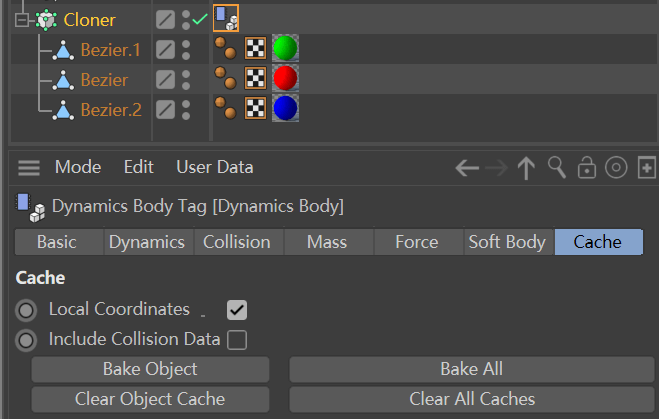 Cloner
Bezier.1
Bezier
Bezier.2
Mode Edit User Data
Dynamics Body Tag [Dynamics Body]
Basic Dynamics Collision Mass Force Soft Body Cache
Cache
Local Coordinates
Include Collision Data
Bake Object Bake All
Clear Object Cache Clear All Caches